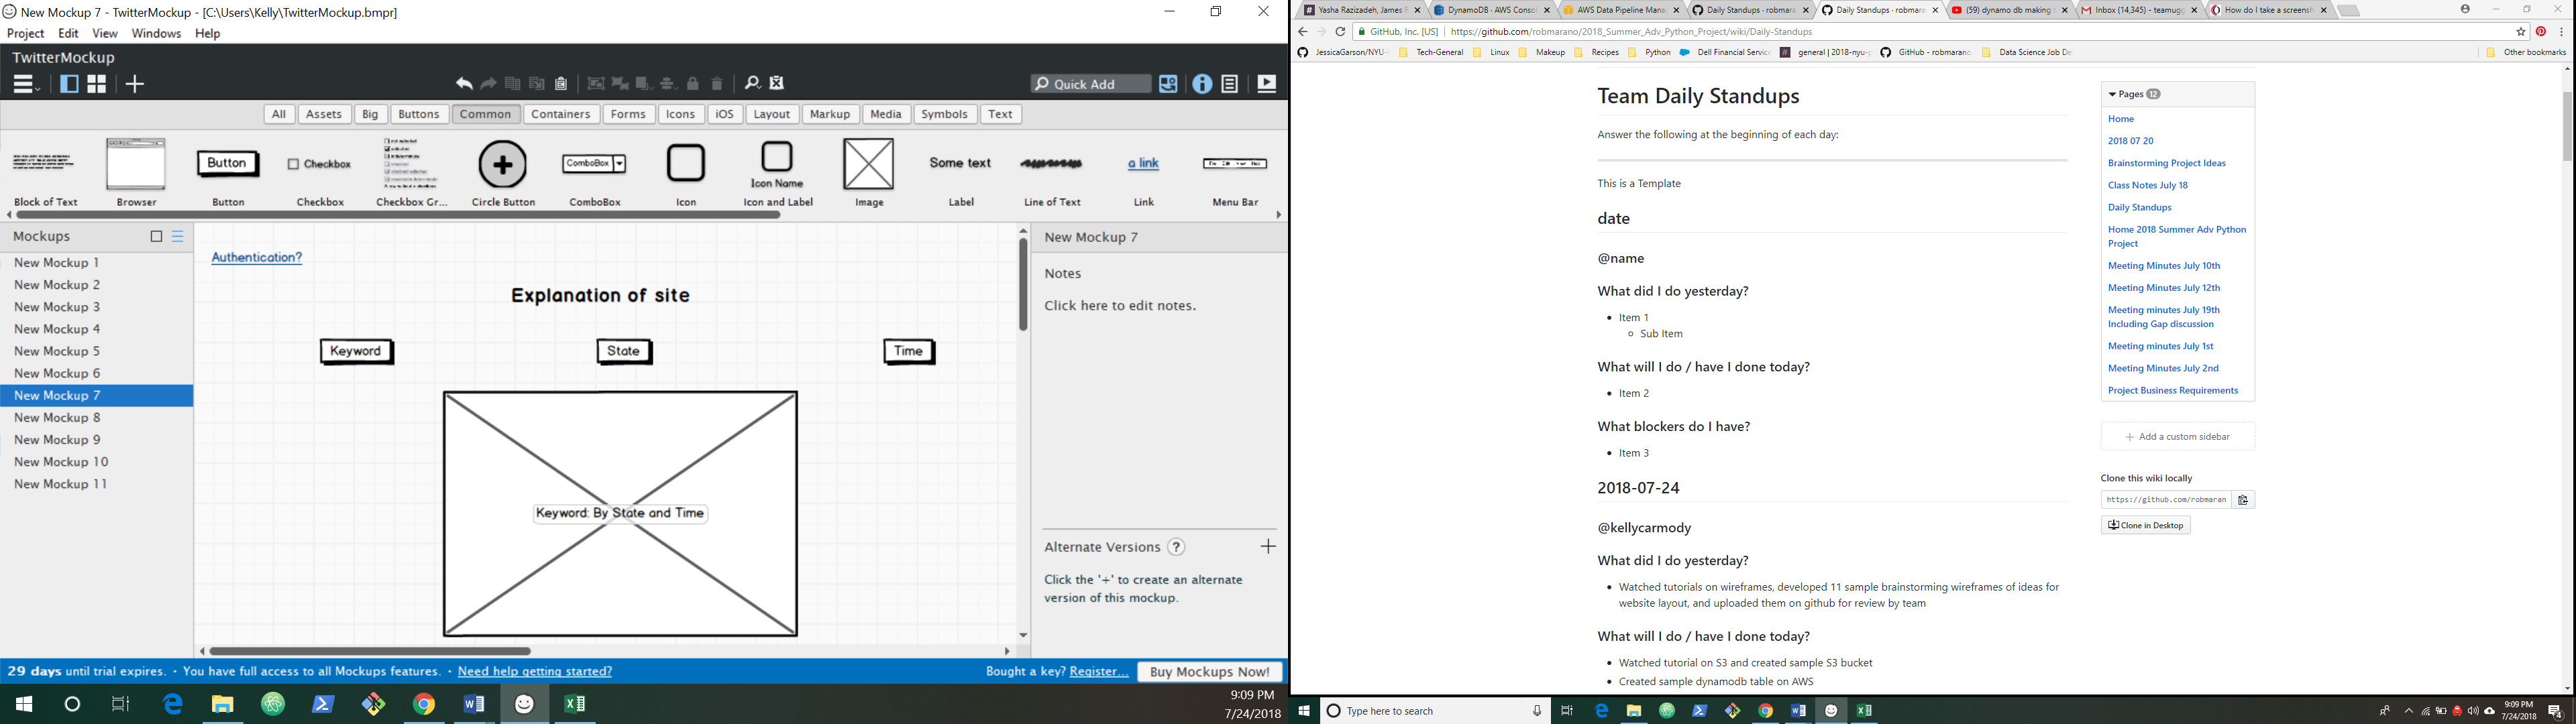 New Mockup 7 - TwitterMockup - [C:\Users\Kelly\TwitterMockup.bmpr]
Project Edit View Windows Help
TwitterMockup
Quick Add
All Assets Big Buttons Common Containers Forms Icons iOS Layout Markup Media Symbols Text
Button
Checkbox
ComboBox
Icon Name
Some text
a link
Block of Text Browser Button Checkbox Checkbox Gr... Circle Button ComboBox Icon Icon and Label Image Label Line of Text Link Menu Bar
Mockups
New Mockup 1
New Mockup 2
New Mockup 3
New Mockup 4
New Mockup 5
New Mockup 6
New Mockup 7
New Mockup 8
New Mockup 9
New Mockup 10
New Mockup 11
Authentication?
Explanation of site
Keyword State Time
Keyword: By State and Time
New Mockup 7
Notes
Click here to edit notes.
Alternate Versions ?
Click the '+' to create an alternate
version of this mockup.
29 days until trial expires. · You have full access to all Mockups features. · Need help getting started?
Bought a key? Register... Buy Mockups Now!
9:09 PM
7/24/2018
Yasha Razizadeh, James R DynamoDB · AWS Consol AWS Data Pipeline Mana Daily Standups · robmara Daily Standups · robmara (59) dynamo db making Inbox (14,345) - teamugg How do I take a screensh
GitHub, Inc. [US] https://github.com/robmarano/2018_Summer_Adv_Python_Project/wiki/Daily-Standups
JessicaGarson/NYU- Tech-General Linux Makeup Recipes Python Dell Financial Service general | 2018-nyu-p GitHub - robmarano Data Science Job De Other bookmarks
Team Daily Standups
Answer the following at the beginning of each day:
This is a Template
date
@name
What did I do yesterday?
Item 1
Sub Item
What will I do / have I done today?
Item 2
What blockers do I have?
Item 3
2018-07-24
@kellycarmody
What did I do yesterday?
Watched tutorials on wireframes, developed 11 sample brainstorming wireframes of ideas for
website layout, and uploaded them on github for review by team
What will I do / have I done today?
Watched tutorial on S3 and created sample S3 bucket
Created sample dynamodb table on AWS
Pages 12
Home
2018 07 20
Brainstorming Project Ideas
Class Notes July 18
Daily Standups
Home 2018 Summer Adv Python
Project
Meeting Minutes July 10th
Meeting Minutes July 12th
Meeting minutes July 19th
Including Gap discussion
Meeting minutes July 1st
Meeting Minutes July 2nd
Project Business Requirements
Add a custom sidebar
Clone this wiki locally
https://github.com/robmaran
Clone in Desktop
Type here to search
9:09 PM
7/24/2018